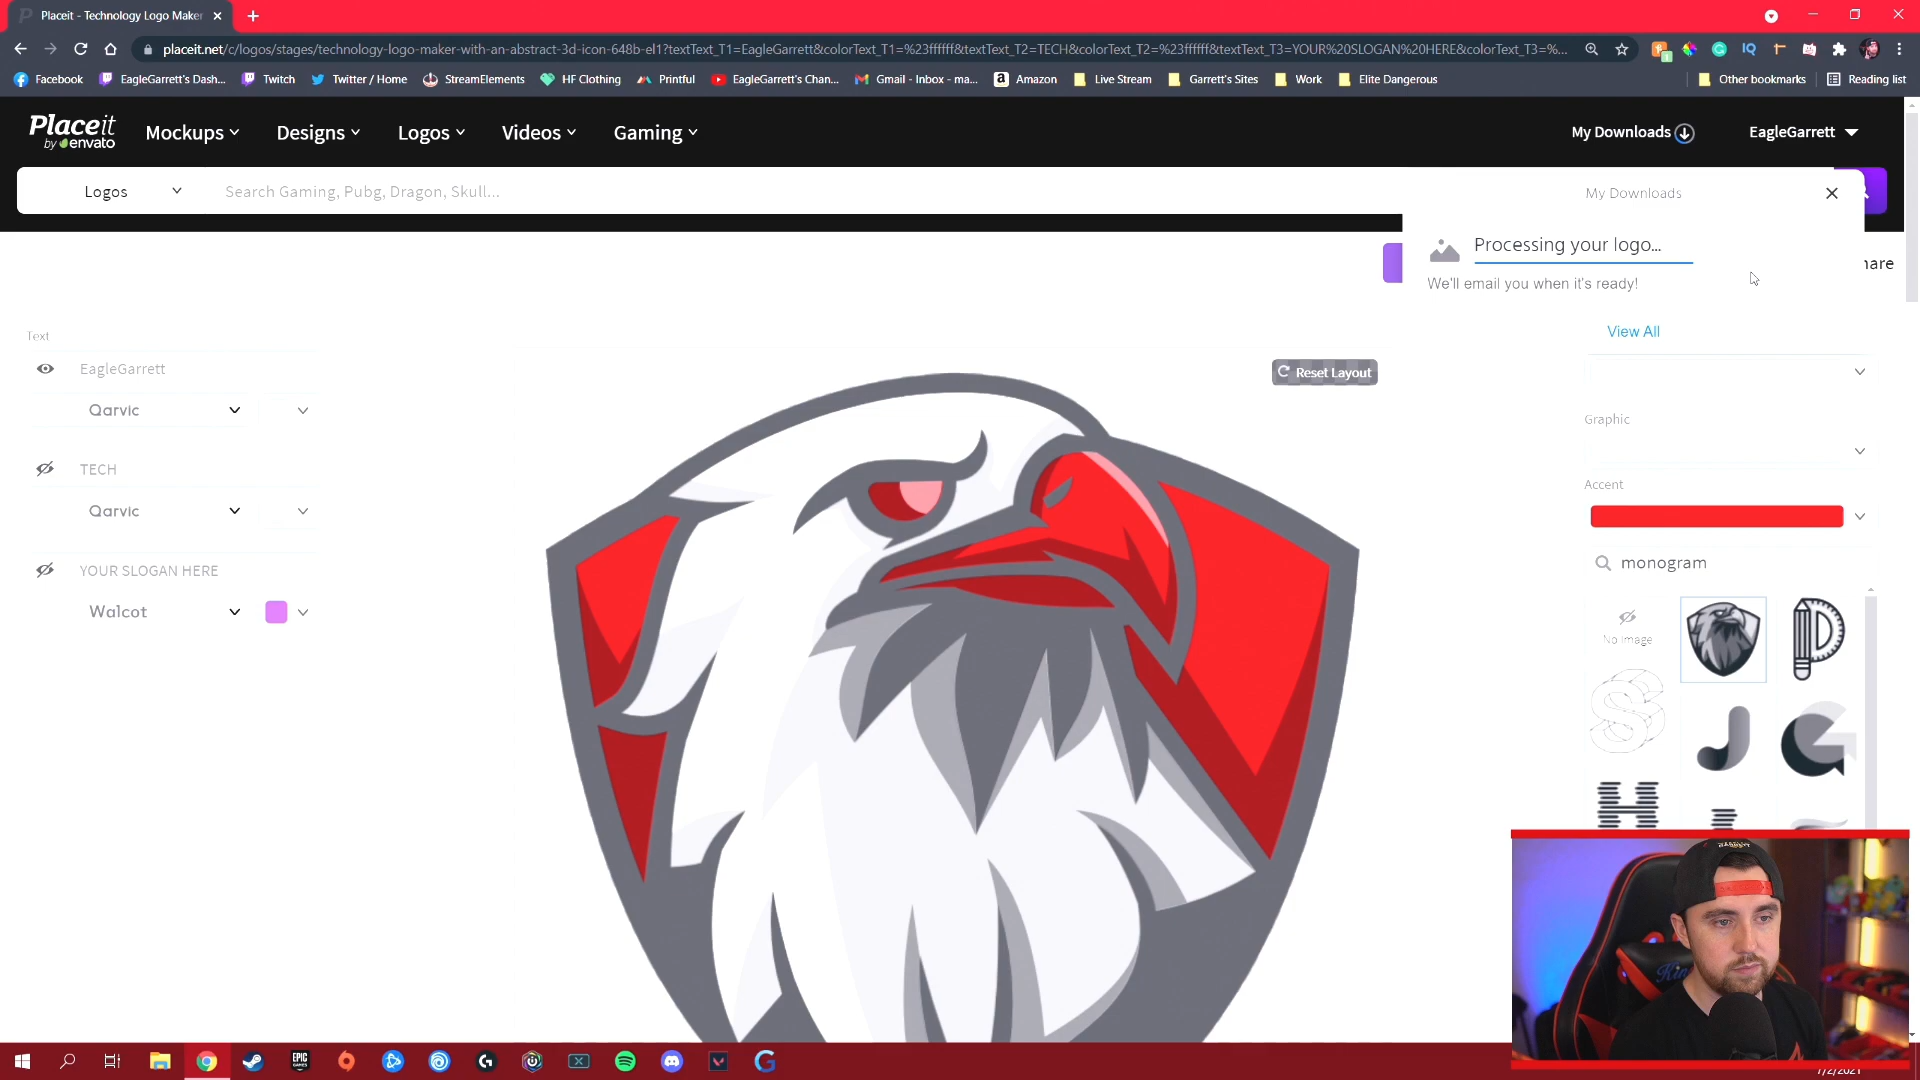 Placeit - Technology Logo Maker
placeit.net/c/logos/stages/technology-logo-maker-with-an-abstract-3d-icon-648b-el1?textText_T1=EagleGarrett&colorText_T1=%23ffffff&textText_T2=TECH&colorText_T2=%23ffffff&textText_T3=YOUR%20SLOGAN%20HERE&colorText_T3=%...
Facebook EagleGarrett's Dash... Twitch Twitter / Home StreamElements HF Clothing Printful EagleGarrett's Chan... Gmail - Inbox - ma... Amazon Live Stream Garrett's Sites Work Elite Dangerous Other bookmarks Reading list
Placeit
by envato
Mockups Designs Logos Videos Gaming My Downloads EagleGarrett
Logos Search Gaming, Pubg, Dragon, Skull...
My Downloads
Processing your logo...
hare
We'll email you when it's ready!
View All
Text
EagleGarrett
Reset Layout
Qarvic
Graphic
TECH
Accent
Qarvic
monogram
YOUR SLOGAN HERE
Walcot
No Image
EPIC GAMES
7/2/2021